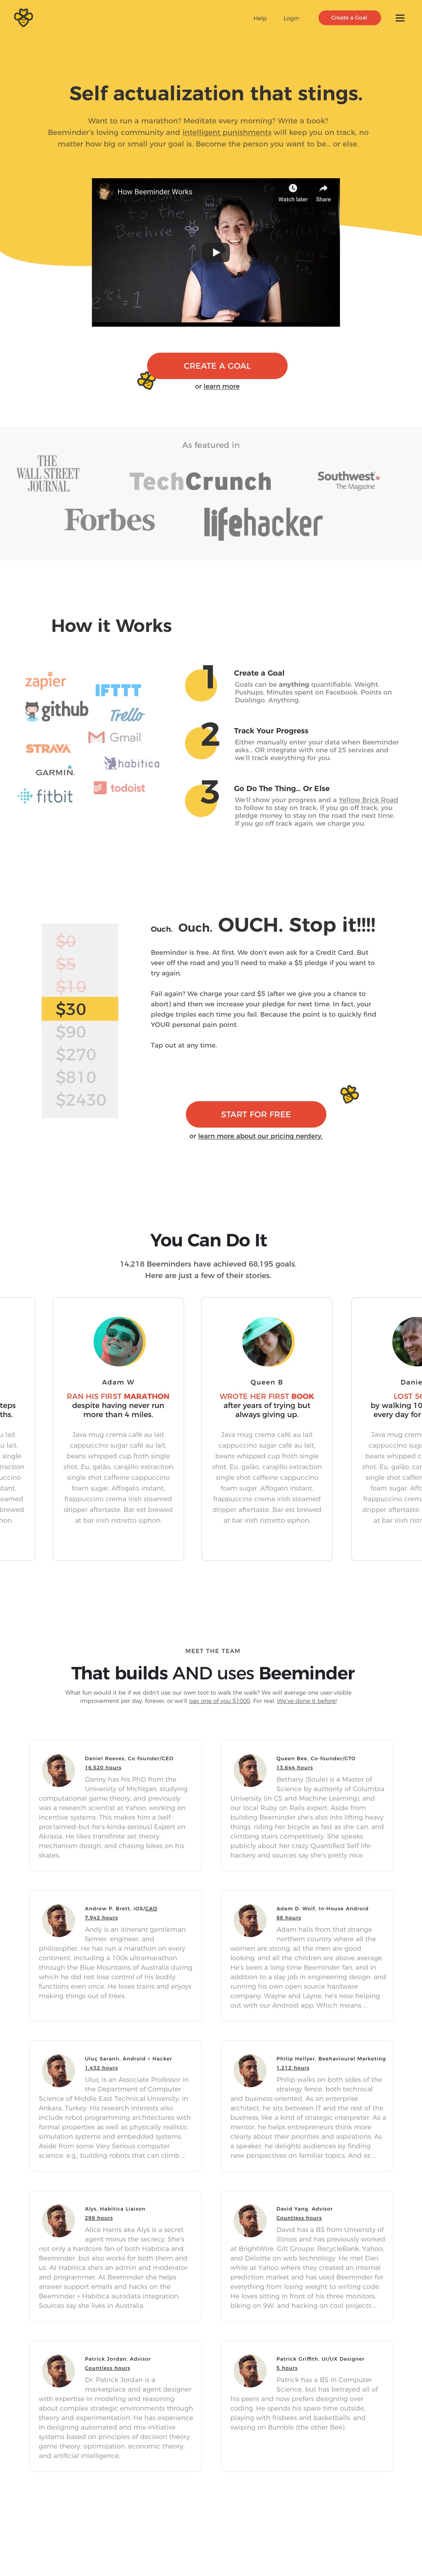 Help Login Create a Goal
Self actualization that stings.
Want to run a marathon? Meditate every morning? Write a book?
Beeminder's loving community and intelligent punishments will keep you on track, no
matter how big or small your goal is. Become the person you want to be... or else.
How Beeminder Works
Watch later Share
to the
Beehive
CREATE A GOAL
or learn more
As featured in
THE
WALL STREET
JOURNAL.
TechCrunch
Southwest
The Magazine
Forbes
lifehacker
How it Works
zapier
IFTTT
github
Trello
STRAVA
Gmail
GARMIN
habitica
fitbit
todoist
1
Create a Goal
Goals can be anything quantifiable. Weight.
Pushups. Minutes spent on Facebook. Points on
Duolingo. Anything.
2
Track Your Progress
Either manually enter your data when Beeminder
asks... OR integrate with one of 25 services and
we'll track everything for you.
3
Go Do The Thing... Or Else
We'll show your progress and a Yellow Brick Road
to follow to stay on track. If you go off track, you
pledge money to stay on the road the next time.
If you go off track again, we charge you.
$0
$5
$10
$30
$90
$270
$810
$2430
Ouch. Ouch. OUCH. Stop it!!!!
Beeminder is free. At first. We don't even ask for a Credit Card. But
veer off the road and you'll need to make a $5 pledge if you want to
try again.
Fail again? We charge your card $5 (after we give you a chance to
abort) and then we increase your pledge for next time. In fact, your
pledge triples each time you fail. Because the point is to quickly find
YOUR personal pain point.
Tap out at any time.
START FOR FREE
or learn more about our pricing nerdery.
You Can Do It
14,218 Beeminders have achieved 68,195 goals.
Here are just a few of their stories.
Adam W
RAN HIS FIRST MARATHON
despite having never run
more than 4 miles.
Java mug crema café au lait
cappuccino sugar café au lait,
beans whipped cup froth single
shot. Eu, galão, carajillo extraction
single shot caffeine cappuccino
foam sugar. Affogato instant,
frappuccino crema irish steamed
dripper aftertaste. Bar est brewed
at bar irish ristretto siphon.
Queen B
WROTE HER FIRST BOOK
after years of trying but
always giving up.
Java mug crema café au lait
cappuccino sugar café au lait,
beans whipped cup froth single
shot. Eu, galão, carajillo extraction
single shot caffeine cappuccino
foam sugar. Affogato instant,
frappuccino crema irish steamed
dripper aftertaste. Bar est brewed
at bar irish ristretto siphon.
MEET THE TEAM
That builds AND uses Beeminder
What fun would it be if we didn't use our own tool to walk the walk? We will average one user visible
improvement per day, forever, or we'll pay one of you $1000. For real. We've done it before!
Daniel Reeves, Co-founder/CEO
16,520 hours
Danny has his PhD from the
University of Michigan, studying
computational game theory, and previously
was a research scientist at Yahoo, working on
incentive systems. This makes him a (self-
proclaimed-but-he's-kinda-serious) Expert on
Akrasia. He likes transfinite set theory,
mechanism design, and chasing bikes on his
skates.
Queen Bee, Co-founder/CTO
13,644 hours
Bethany (Soule) is a Master of
Science by authority of Columbia
University (in CS and Machine Learning), and
our local Ruby on Rails expert. Aside from
building Beeminder she's also into lifting heavy
things, riding her bicycle as fast as she can, and
climbing stairs competitively. She speaks
publicly about her crazy Quantified Self life-
hackery and sources say she's pretty nice.
Andrew P. Brett, iOS/CAO
7,942 hours
Andy is an itinerant gentleman
farmer, engineer, and
philosopher. He has run a marathon on every
continent, including a 100k ultramarathon
through the Blue Mountains of Australia during
which he did not lose control of his bodily
functions even once. He loves trains and enjoys
making things out of trees.
Adam D. Wolf, In-House Android
88 hours
Adam hails from that strange
northern country where all the
women are strong, all the men are good
looking, and all the children are above average.
He's been a long-time Beeminder fan, and in
addition to a day job in engineering design, and
running his own open source hardware
company, Wayne and Layne, he's now helping
out with our Android app. Which means ...
Uluç Saranlı, Android + Hacker
1,432 hours
Uluç is an Associate Professor in
the Department of Computer
Science of Middle East Technical University, in
Ankara, Turkey. His research interests also
include robot programming architectures with
formal properties as well as physically realistic
simulation systems and embedded systems.
Aside from some Very Serious computer
science, e.g., building robots that can climb ...
Philip Hellyer, Beehavioural Marketing
1,212 hours
Philip walks on both sides of the
strategy fence, both technical
and business-oriented. As an enterprise
architect, he sits between IT and the rest of the
business, like a kind of strategic interpreter. As a
mentor, he helps entrepreneurs think more
clearly about their priorities and aspirations. As
a speaker, he delights audiences by finding
new perspectives on familiar topics. And as ...
Alys, Habitica Liaison
298 hours
Alice Harris aka Alys is a secret
agent minus the secrecy. She's
not only a hardcore fan of both Habitica and
Beeminder, but also works for both them and
us. At Habitica she's an admin and moderator
and programmer. At Beeminder she helps
answer support emails and hacks on the
Beeminder + Habitica autodata integration.
Sources say she lives in Australia.
David Yang, Advisor
Countless hours
David has a BS from University of
Illinois and has previously worked
at BrightWire, Gilt Groupe, RecycleBank, Yahoo,
and Deloitte on web technology. He met Dan
while at Yahoo where they created an internal
prediction market and has used Beeminder for
everything from losing weight to writing code.
He loves sitting in front of his three monitors,
biking on 9W, and hacking on cool projects ...
Patrick Jordan, Advisor
Countless hours
Dr. Patrick Jordan is a
marketplace and agent designer
with expertise in modeling and reasoning
about complex strategic environments through
theory and experimentation. He has experience
in designing automated and mix-initiative
systems based on principles of decision theory,
game theory, optimization, economic theory,
and artificial intelligence.
Patrick Griffith, UI/UX Designer
5 hours
Patrick has a BS in Computer
Science, but has betrayed all of
his peers and now prefers designing over
coding. He spends his spare time outside,
playing with frisbees and basketballs, and
swiping on Bumble (the other Bee).